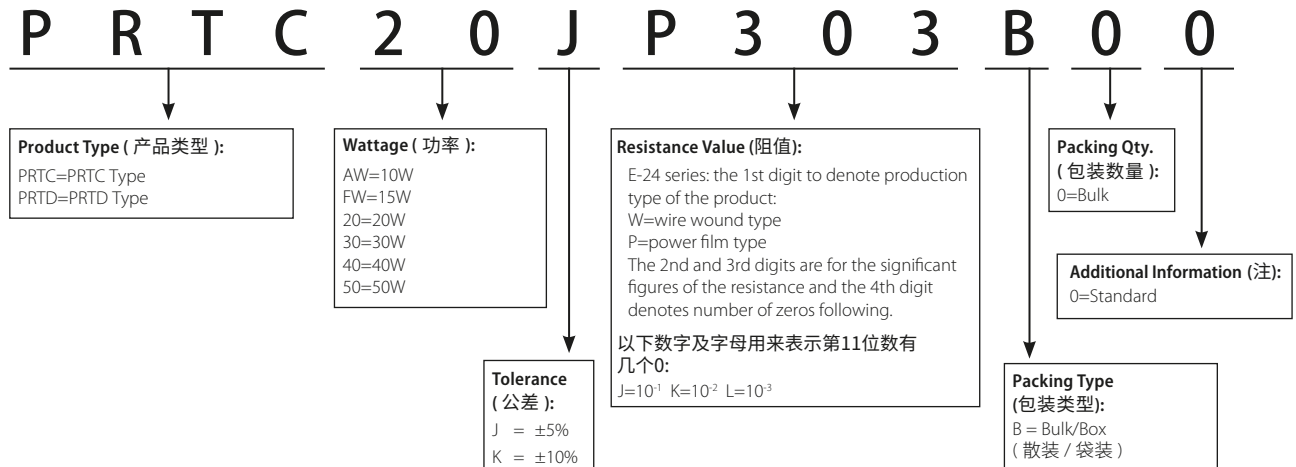 P R T C 2 0 J P 3 0 3 B 0 0
Product Type ( 产品类型 ):
PRTC=PRTC Type
PRTD=PRTD Type
Wattage ( 功率 ):
AW=10W
FW=15W
20=20W
30=30W
40=40W
50=50W
Tolerance
( 公差 ):
J = ±5%
K = ±10%
Resistance Value (阻值):
E-24 series: the 1st digit to denote production
type of the product:
W=wire wound type
P=power film type
The 2nd and 3rd digits are for the significant
figures of the resistance and the 4th digit
denotes number of zeros following.
以下数字及字母用来表示第11位数有
几个0:
J=10⁻¹ K=10⁻² L=10⁻³
Packing Type
(包装类型):
B = Bulk/Box
( 散装 / 袋装 )
Packing Qty.
( 包装数量 ):
0=Bulk
Additional Information (注):
0=Standard